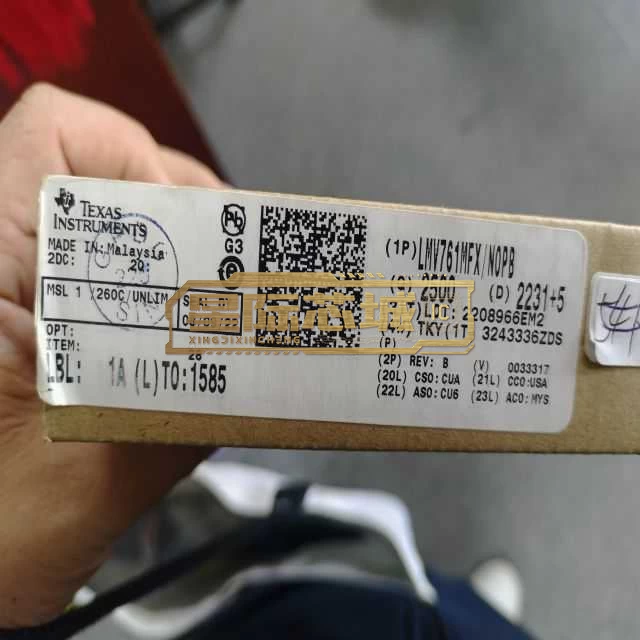 TEXAS
INSTRUMENTS
MADE IN: Malaysia
2DC: 20:
MSL 1 260C/UNLIM
OPT:
ITEM:
LBL: 1A (L)TO:1585
G3
(1P) LMV761MFX/NOPB
(Q) 2500 (D) 2231+5
2208966EM2
TKY(1T) 3243336ZDS
(P)
(2P) REV: B (V) 0033317
(20L) CSO:CUA (21L) CCO:USA
(22L) ASO:CU6 (23L) ACO:MYS
星际芯城
XINGJIXINCHENG